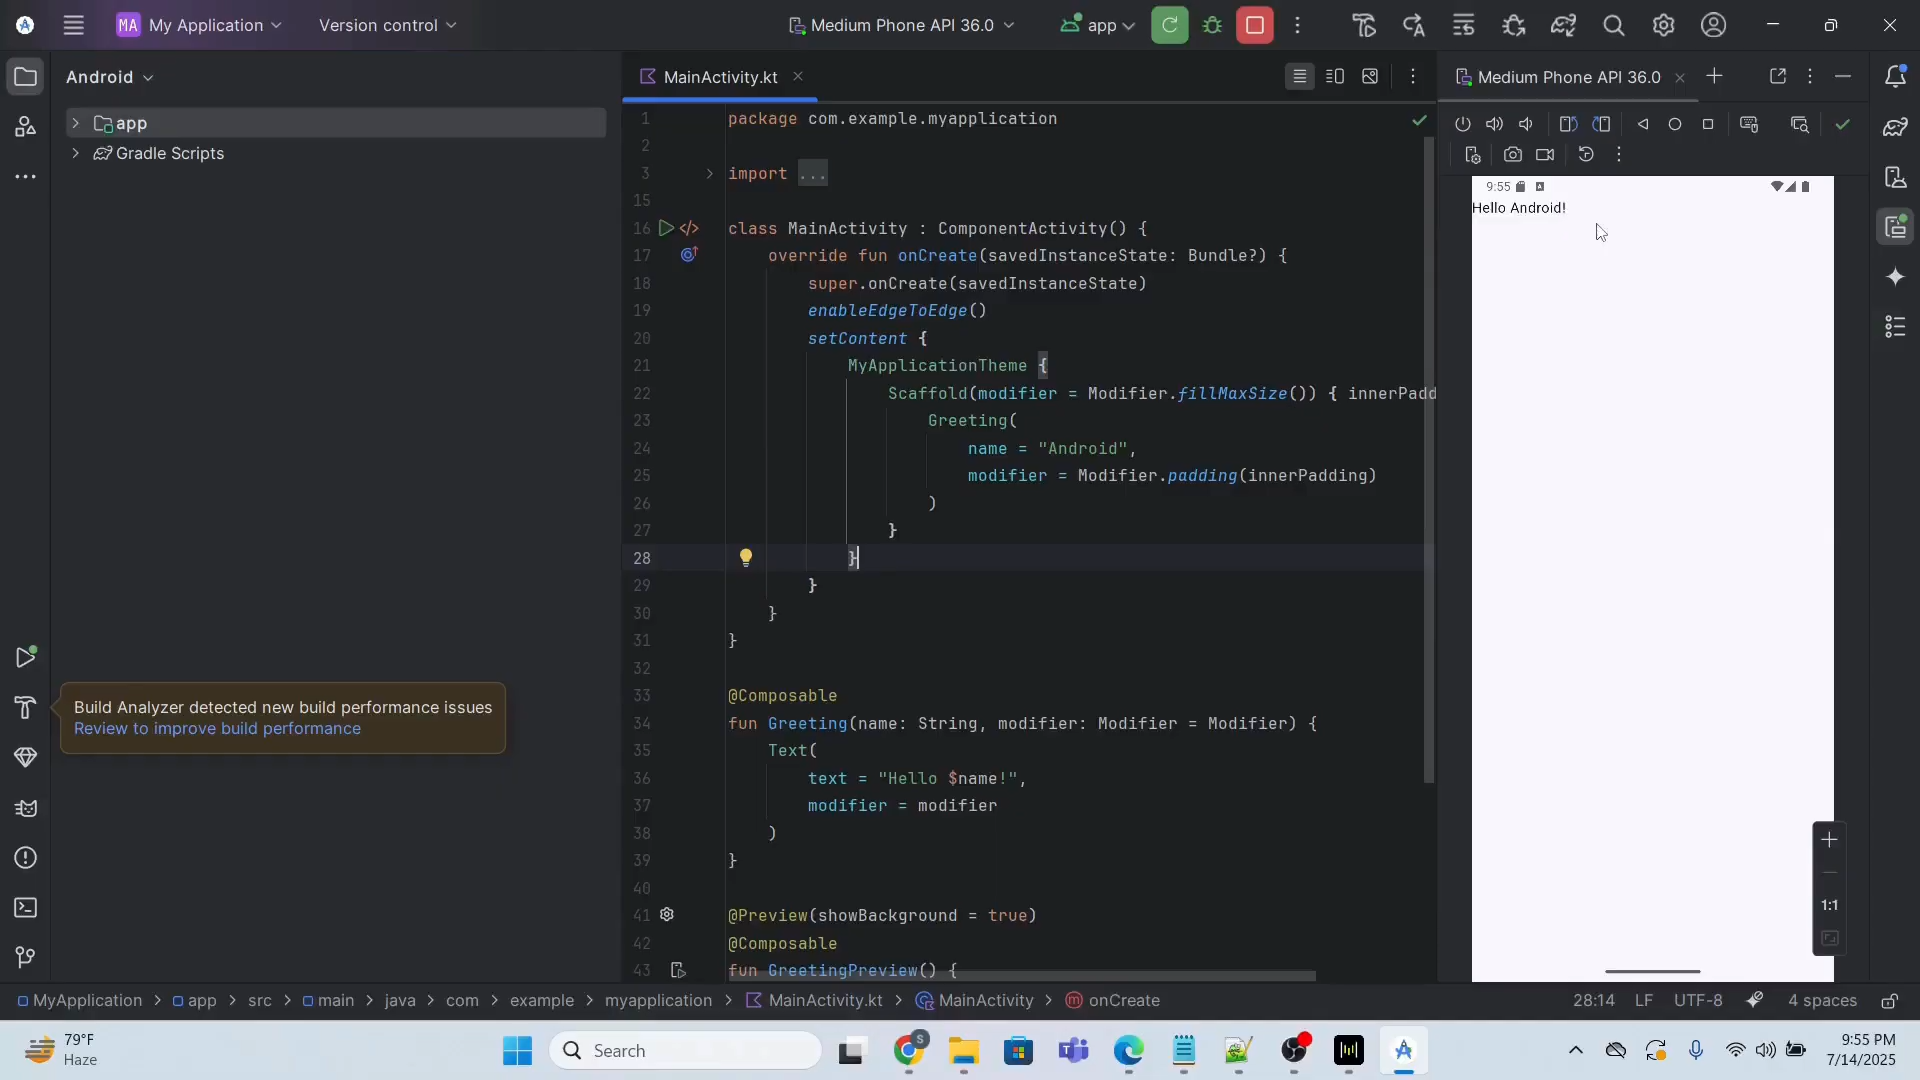 MA My Application
Version control
Medium Phone API 36.0
app
Android
app
Gradle Scripts
MainActivity.kt
1 package com.example.myapplication
2
3 import ...
15
16 class MainActivity : ComponentActivity() {
17 override fun onCreate(savedInstanceState: Bundle?) {
18 super.onCreate(savedInstanceState)
19 enableEdgeToEdge()
20 setContent {
21 MyApplicationTheme {
22 Scaffold(modifier = Modifier.fillMaxSize()) { innerPadd
23 Greeting(
24 name = "Android",
25 modifier = Modifier.padding(innerPadding)
26 )
27 }
28 }
29 }
30 }
31 }
32
33 @Composable
34 fun Greeting(name: String, modifier: Modifier = Modifier) {
35 Text(
36 text = "Hello $name!",
37 modifier = modifier
38 )
39 }
40
41 @Preview(showBackground = true)
42 @Composable
43 fun GreetingPreview() {
Build Analyzer detected new build performance issues
Review to improve build performance
Medium Phone API 36.0
9:55
Hello Android!
1:1
MyApplication > app > src > main > java > com > example > myapplication > MainActivity.kt > MainActivity > onCreate
28:14 LF UTF-8 4 spaces
79°F
Haze
Search
S
9:55 PM
7/14/2025